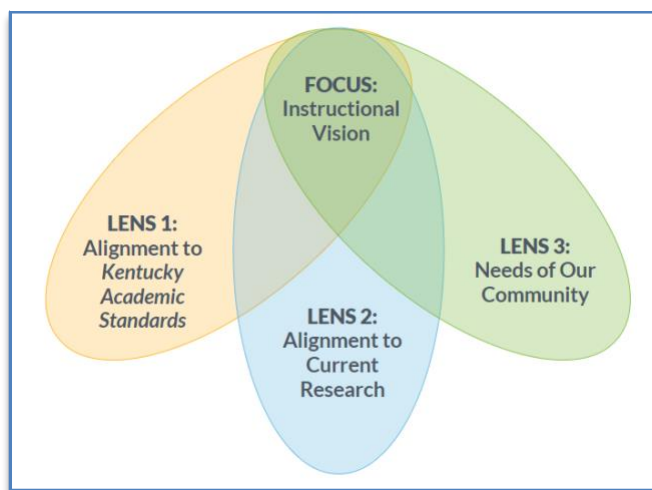 FOCUS:
Instructional
Vision
LENS 1:
Alignment to
Kentucky
Academic
Standards
LENS 2:
Alignment to
Current
Research
LENS 3:
Needs of Our
Community